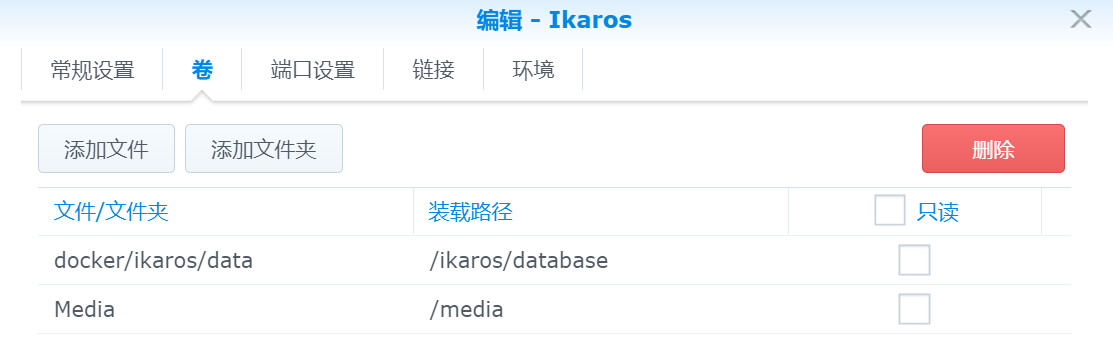 编辑 - Ikaros
常规设置 卷 端口设置 链接 环境
添加文件 添加文件夹 删除
文件/文件夹 装载路径 只读
docker/ikaros/data /ikaros/database
Media /media